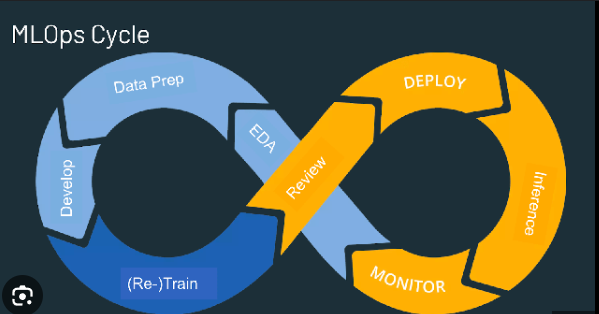 MLOps Cycle
Data Prep
DEPLOY
EDA
Review
Develop
Inference
(Re-)Train
MONITOR